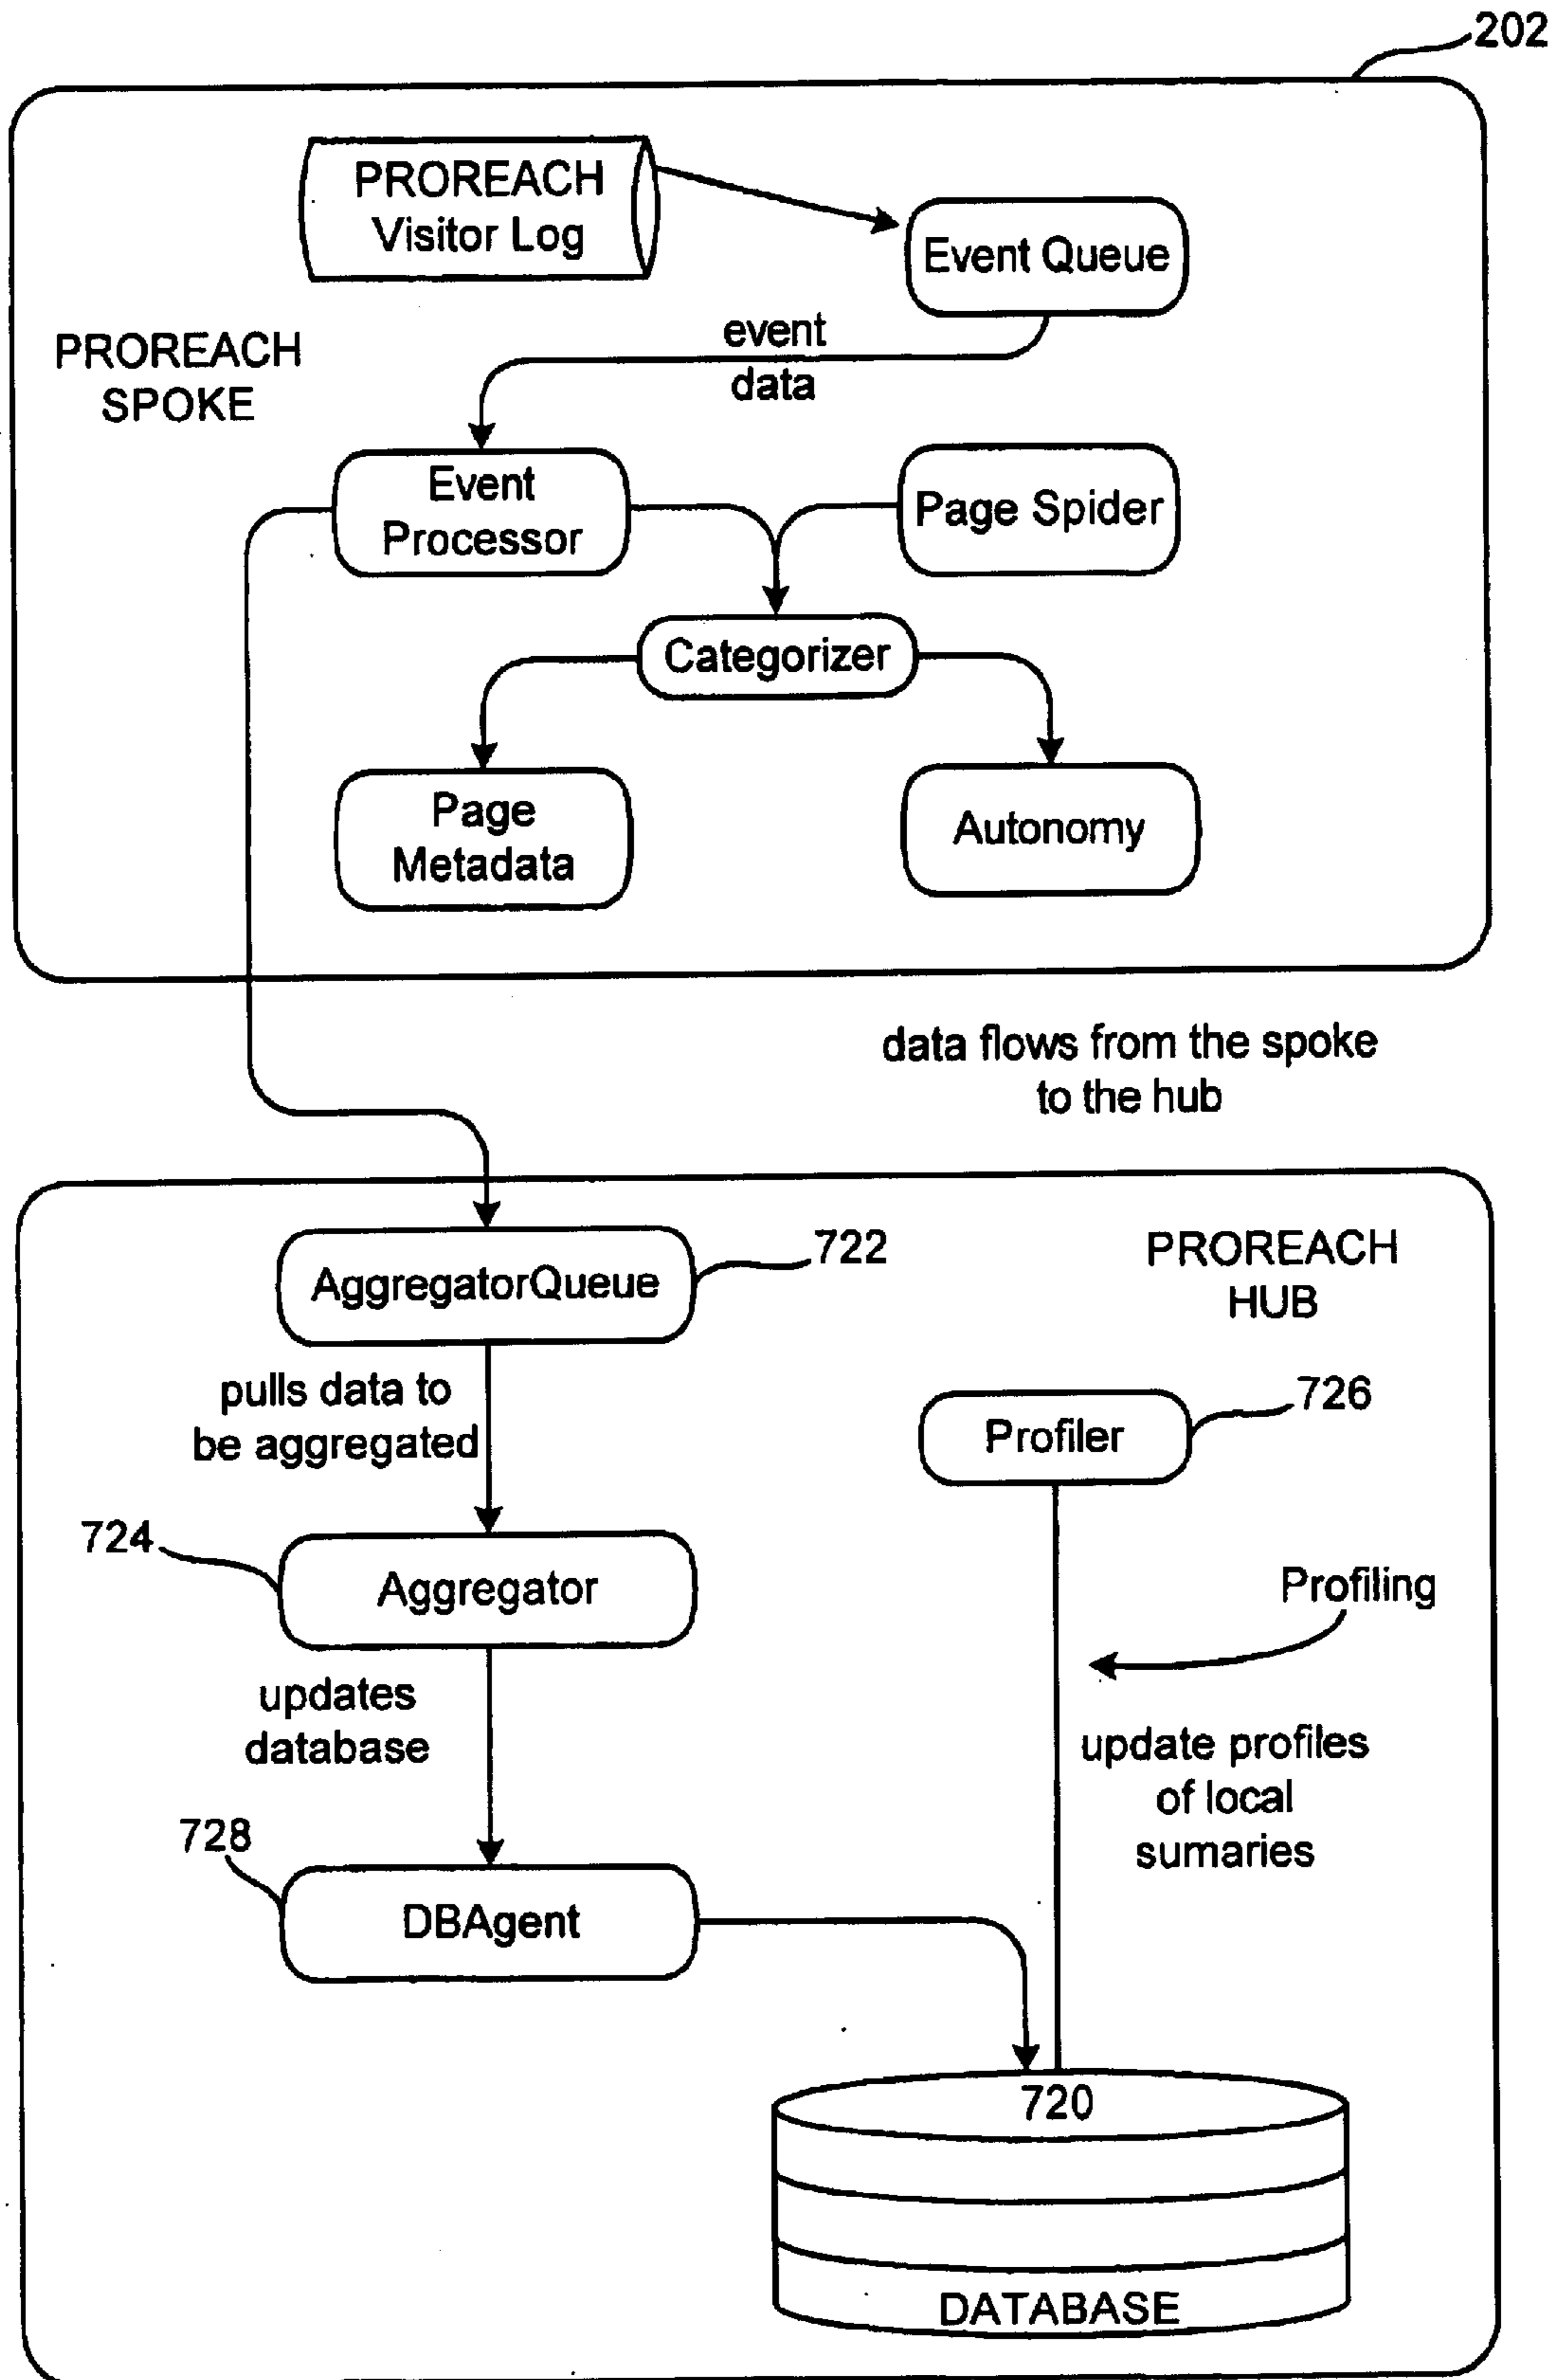 202
PROREACH
Visitor Log
Event Queue
PROREACH
SPOKE
event
data
Event
Processor
Page Spider
Categorizer
Page
Metadata
Autonomy
data flows from the spoke
to the hub
AggregatorQueue
722
PROREACH
HUB
pulls data to
be aggregated
Profiler
726
724
Aggregator
Profiling
updates
database
update profiles
of local
sumaries
728
DBAgent
720
DATABASE